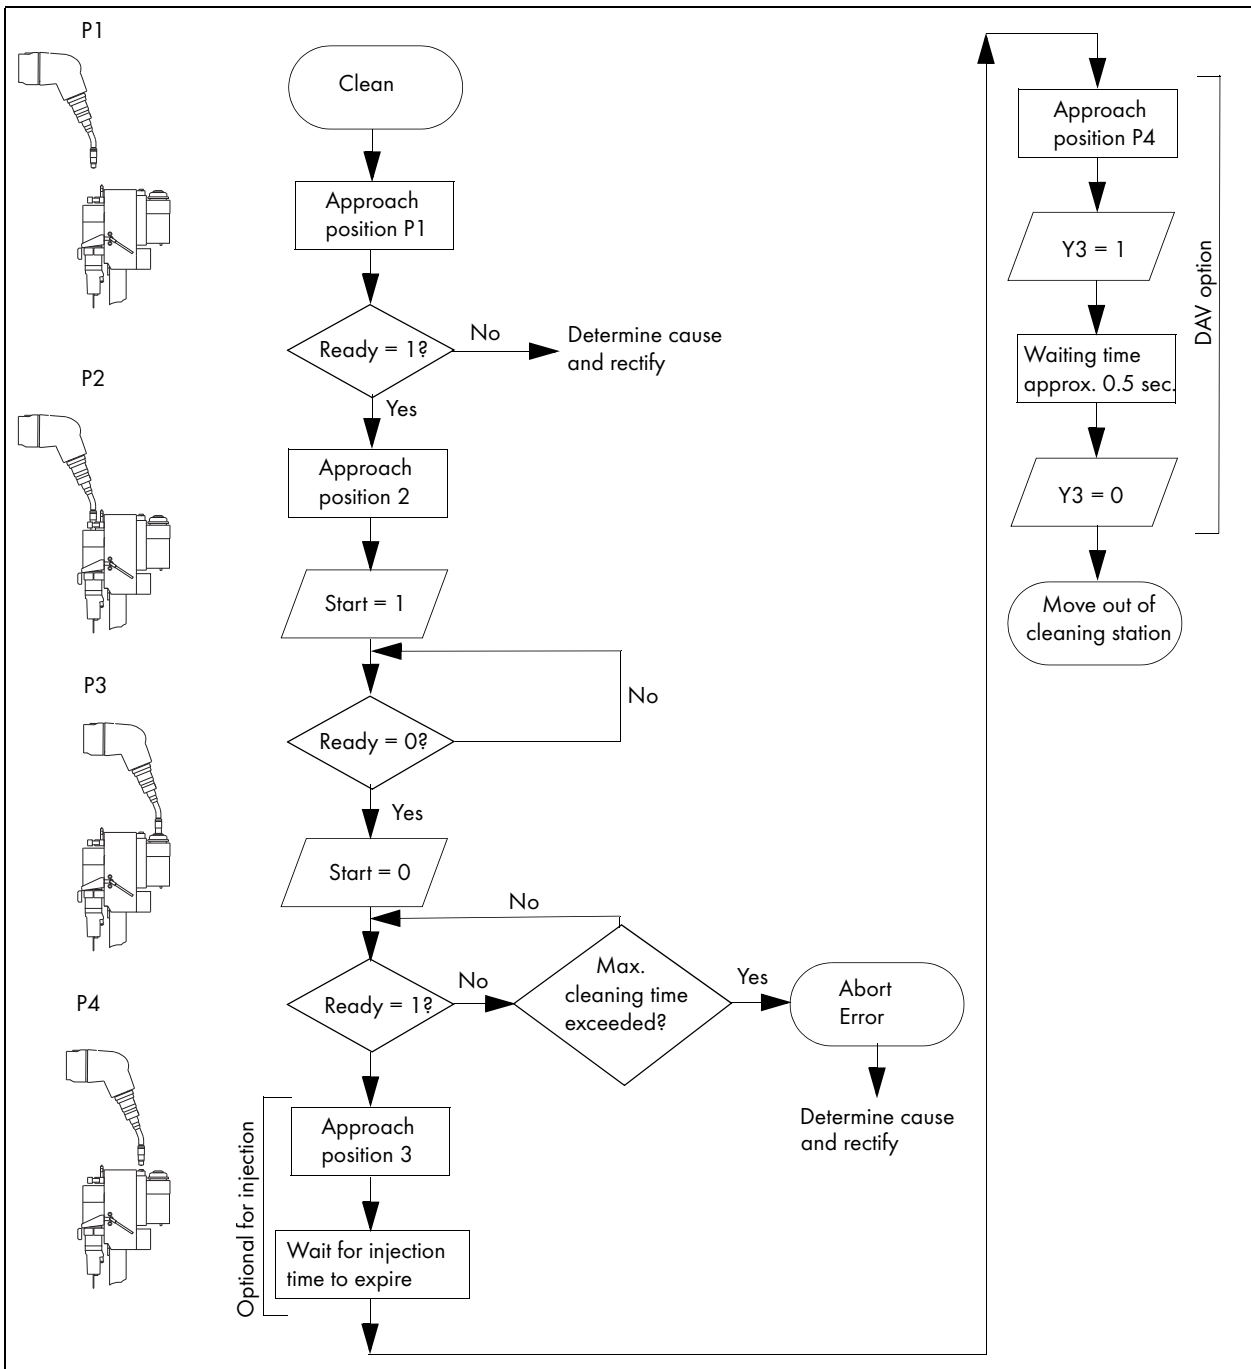 P1
P2
P3
P4
Clean
Approach
position P1
Ready = 1?
No
Determine cause
and rectify
Yes
Approach
position 2
Start = 1
Ready = 0?
No
Yes
Start = 0
No
Ready = 1?
No
Max.
cleaning time
exceeded?
Yes
Abort
Error
Determine cause
and rectify
Optional for injection
Approach
position 3
Wait for injection
time to expire
Approach
position P4
Y3 = 1
Waiting time
approx. 0.5 sec.
Y3 = 0
DAV option
Move out of
cleaning station